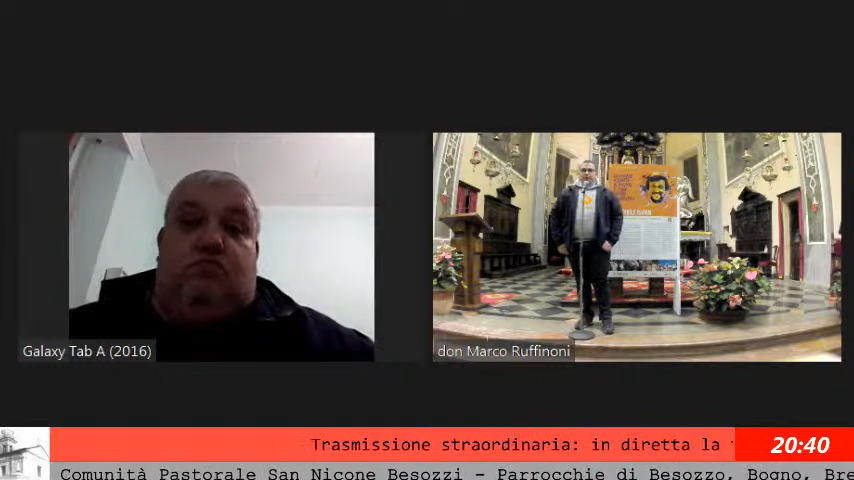 Galaxy Tab A (2016)
don Marco Ruffinoni
Trasmissione straordinaria: in diretta la
20:40
Comunità Pastorale San Nicone Besozzi – Parrocchie di Besozzo, Bogno, Bre